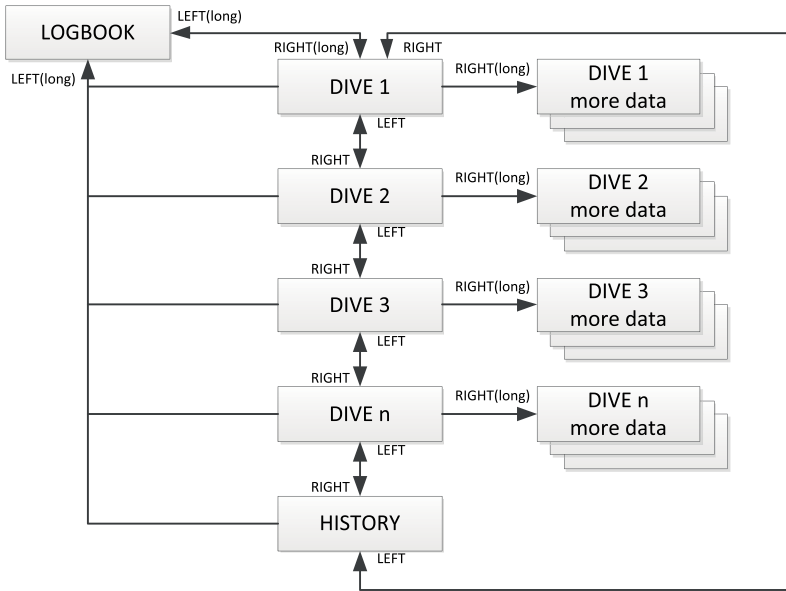 LOGBOOK
LEFT(long)
RIGHT(long)
RIGHT
LEFT(long)
DIVE 1
RIGHT(long)
DIVE 1
more data
LEFT
RIGHT
DIVE 2
RIGHT(long)
DIVE 2
more data
LEFT
RIGHT
DIVE 3
RIGHT(long)
DIVE 3
more data
LEFT
RIGHT
DIVE n
RIGHT(long)
DIVE n
more data
LEFT
RIGHT
HISTORY
LEFT